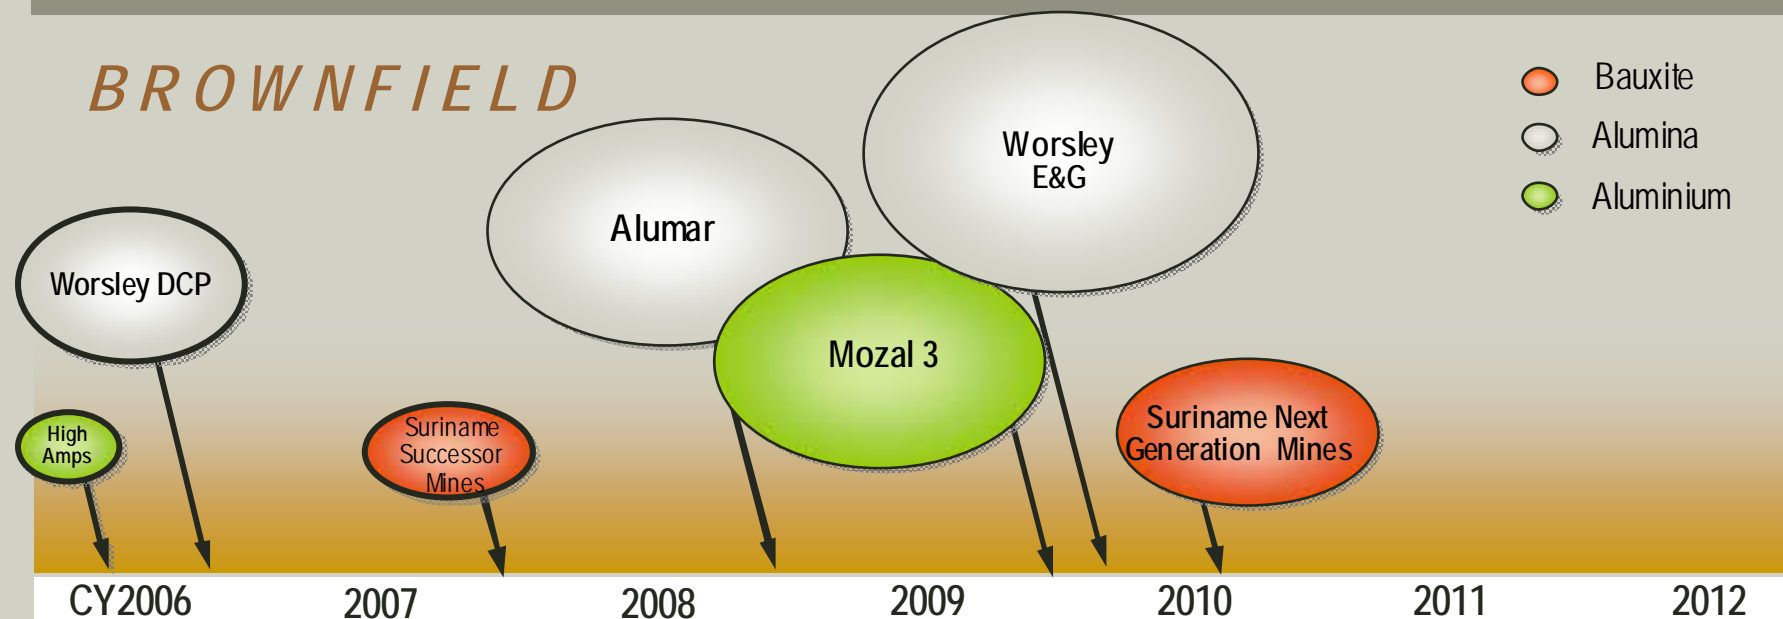 BROWNFIELD
Bauxite
Alumina
Aluminium
Worsley
E&G
Alumar
Worsley DCP
Mozal 3
High
Amps
Suriname
Successor
Mines
Suriname Next
Generation Mines
CY2006 2007 2008 2009 2010 2011 2012